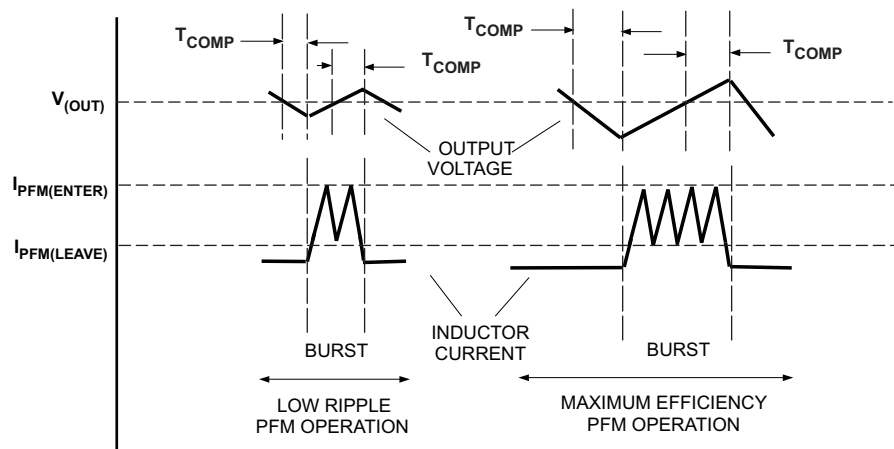 T_COMP
T_COMP
T_COMP
T_COMP
V_(OUT)
OUTPUT
VOLTAGE
I_PFM(ENTER)
I_PFM(LEAVE)
INDUCTOR
CURRENT
BURST
BURST
LOW RIPPLE
PFM OPERATION
MAXIMUM EFFICIENCY
PFM OPERATION